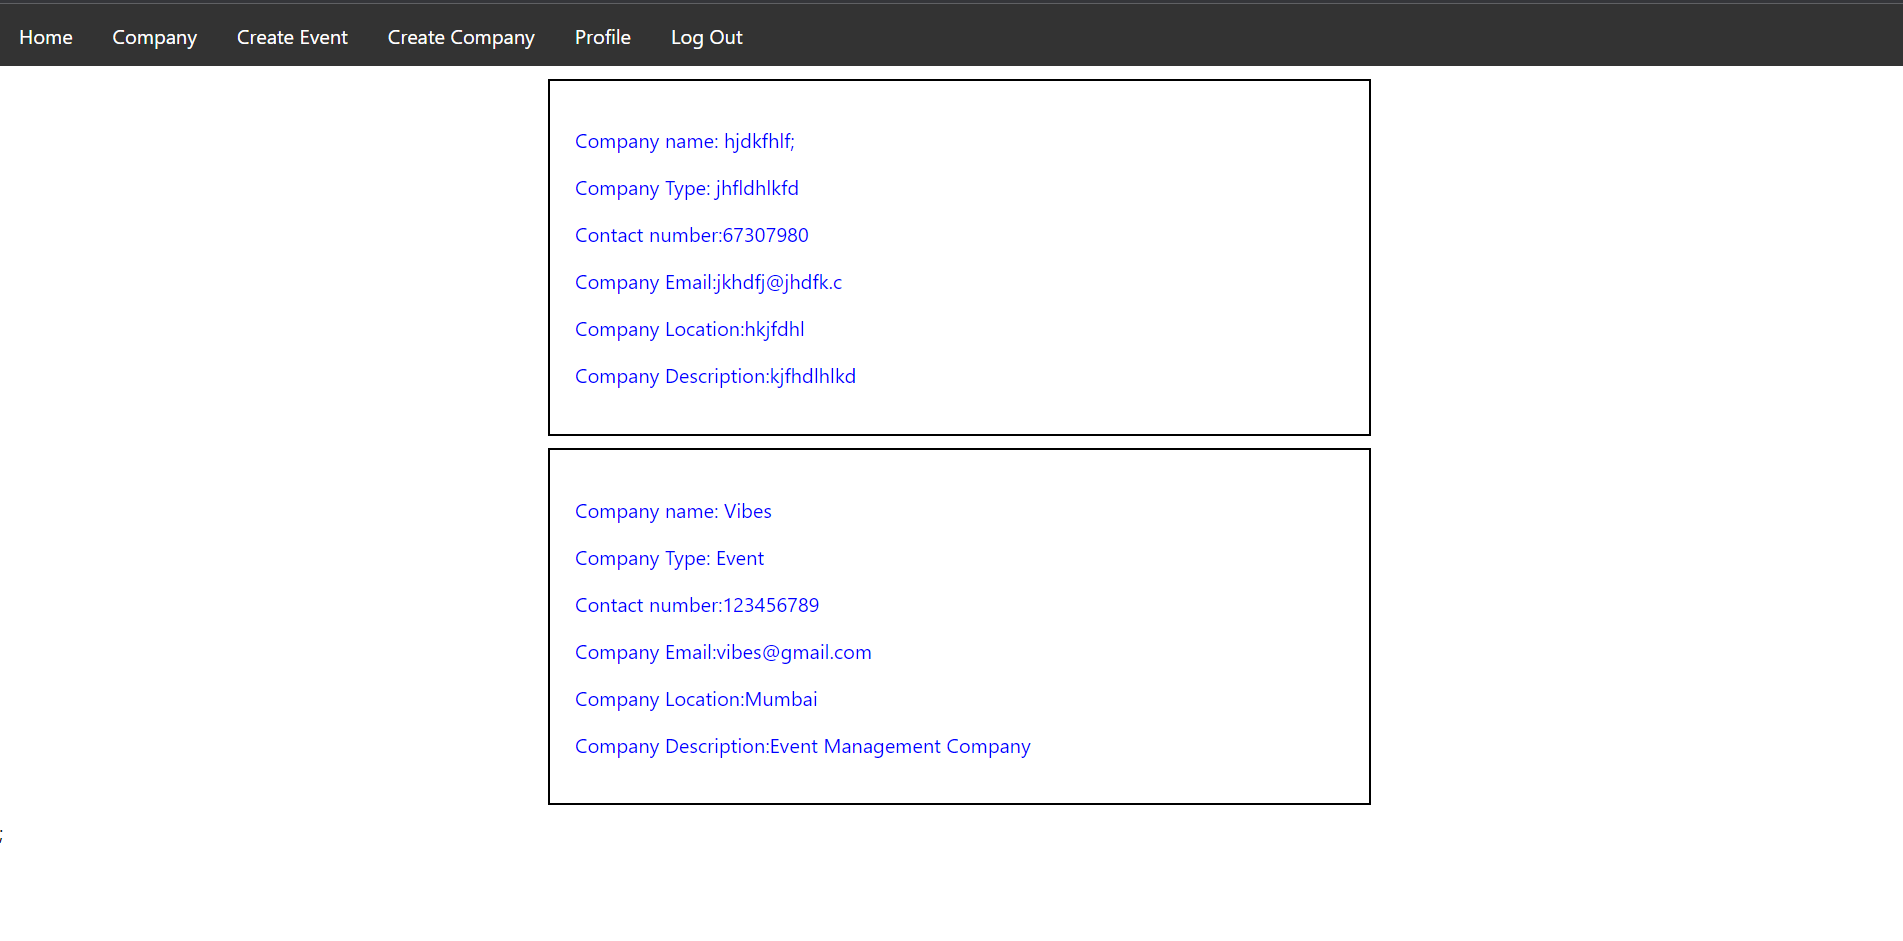 Home Company Create Event Create Company Profile Log Out
Company name: hjdkfhlf;
Company Type: jhfldhlkfd
Contact number:67307980
Company Email:jkhdfj@jhdfk.c
Company Location:hkjfdhl
Company Description:kjfhdlhlkd
Company name: Vibes
Company Type: Event
Contact number:123456789
Company Email:vibes@gmail.com
Company Location:Mumbai
Company Description:Event Management Company
;